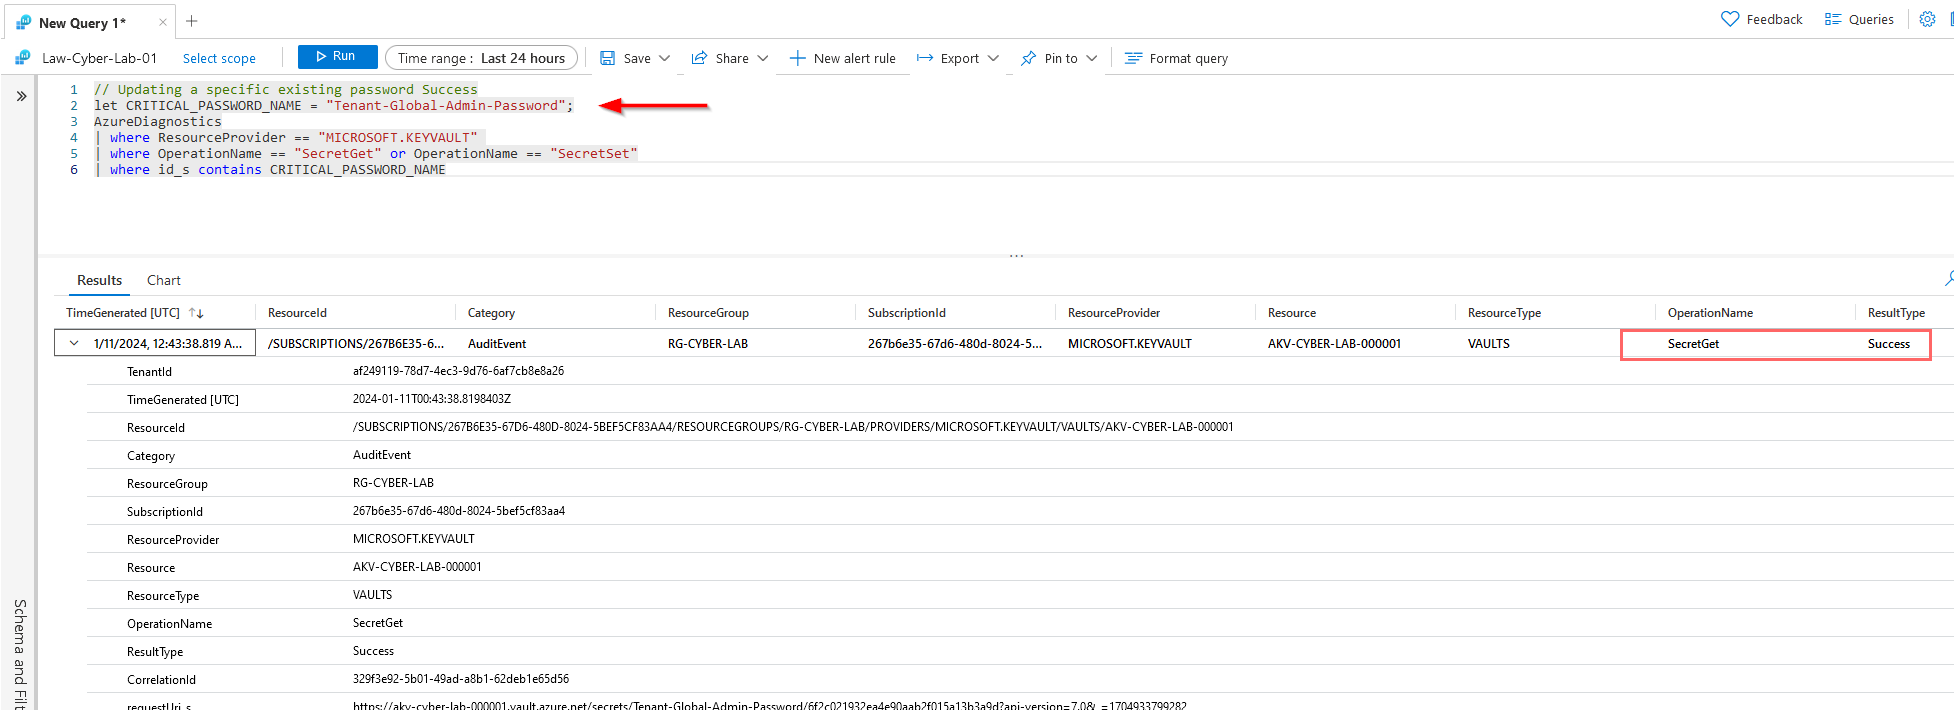 New Query 1*
Feedback
Queries
Law-Cyber-Lab-01
Select scope
Run
Time range : Last 24 hours
Save
Share
New alert rule
Export
Pin to
Format query
1 // Updating a specific existing password Success
2 let CRITICAL_PASSWORD_NAME = "Tenant-Global-Admin-Password";
3 AzureDiagnostics
4 | where ResourceProvider == "MICROSOFT.KEYVAULT"
5 | where OperationName == "SecretGet" or OperationName == "SecretSet"
6 | where id_s contains CRITICAL_PASSWORD_NAME
...
Results Chart
TimeGenerated [UTC] ResourceId Category ResourceGroup SubscriptionId ResourceProvider Resource ResourceType OperationName ResultType
1/11/2024, 12:43:38.819 A... /SUBSCRIPTIONS/267B6E35-6... AuditEvent RG-CYBER-LAB 267b6e35-67d6-480d-8024-5... MICROSOFT.KEYVAULT AKV-CYBER-LAB-000001 VAULTS SecretGet Success
TenantId af249119-78d7-4ec3-9d76-6af7cb8e8a26
TimeGenerated [UTC] 2024-01-11T00:43:38.8198403Z
ResourceId /SUBSCRIPTIONS/267B6E35-67D6-480D-8024-5BEF5CF83AA4/RESOURCEGROUPS/RG-CYBER-LAB/PROVIDERS/MICROSOFT.KEYVAULT/VAULTS/AKV-CYBER-LAB-000001
Category AuditEvent
ResourceGroup RG-CYBER-LAB
SubscriptionId 267b6e35-67d6-480d-8024-5bef5cf83aa4
ResourceProvider MICROSOFT.KEYVAULT
Resource AKV-CYBER-LAB-000001
ResourceType VAULTS
OperationName SecretGet
ResultType Success
CorrelationId 329f3e92-5b01-49ad-a8b1-62deb1e65d56
requestUri_s https://akv-cyber-lab-000001.vault.azure.net/secrets/Tenant-Global-Admin-Password/6f2c021932ea4e90aab2f015a13b3a9d?api-version=7.0&_=1704933799282
Schema and Filt